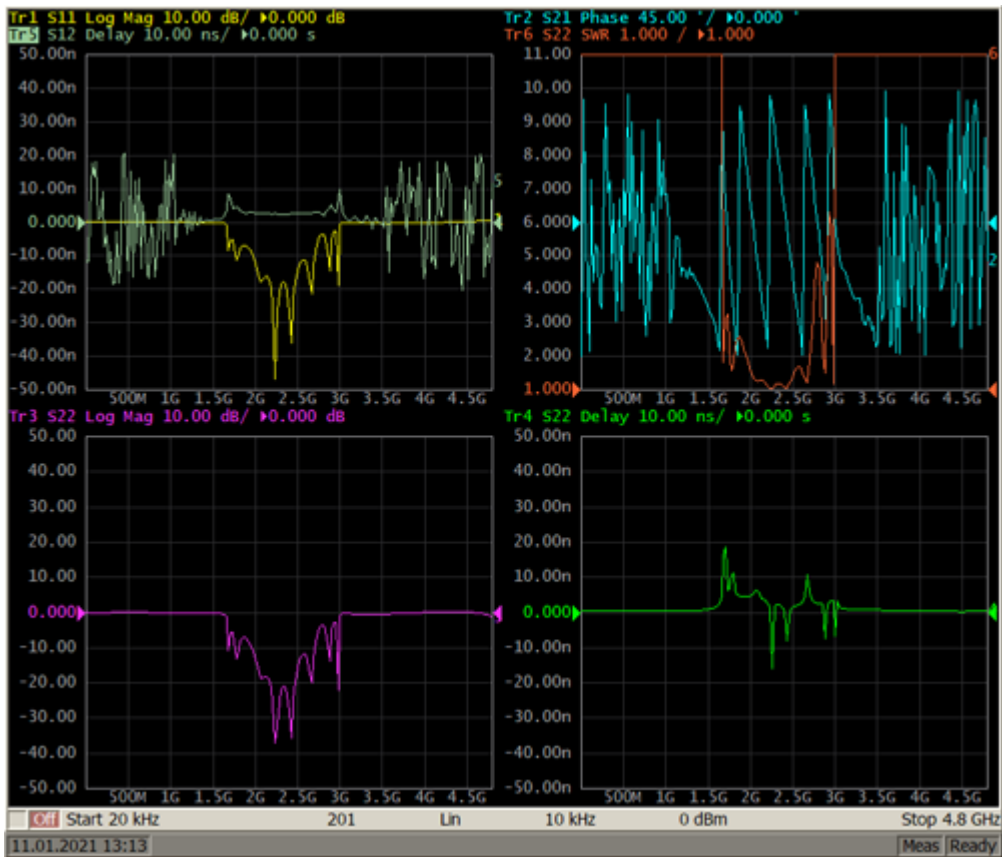 Tr1 S11 Log Mag 10.00 dB/ 0.000 dB
Tr5 S12 Delay 10.00 ns/ 0.000 s
50.00n
40.00n
30.00n
20.00n
10.00n
0.000
-10.00n
-20.00n
-30.00n
-40.00n
-50.00n
500M 1G 1.5G 2G 2.5G 3G 3.5G 4G 4.5G
5
Tr2 S21 Phase 45.00 °/ 0.000 °
Tr6 S22 SWR 1.000 / 1.000
11.00
10.00
9.000
8.000
7.000
6.000
5.000
4.000
3.000
2.000
1.000
500M 1G 1.5G 2G 2.5G 3G 3.5G 4G 4.5G
6
2
Tr3 S22 Log Mag 10.00 dB/ 0.000 dB
50.00
40.00
30.00
20.00
10.00
0.000
-10.00
-20.00
-30.00
-40.00
-50.00
500M 1G 1.5G 2G 2.5G 3G 3.5G 4G 4.5G
Tr4 S22 Delay 10.00 ns/ 0.000 s
50.00n
40.00n
30.00n
20.00n
10.00n
0.000
-10.00n
-20.00n
-30.00n
-40.00n
-50.00n
500M 1G 1.5G 2G 2.5G 3G 3.5G 4G 4.5G
Off Start 20 kHz 201 Lin 10 kHz 0 dBm Stop 4.8 GHz
11.01.2021 13:13 Meas Ready